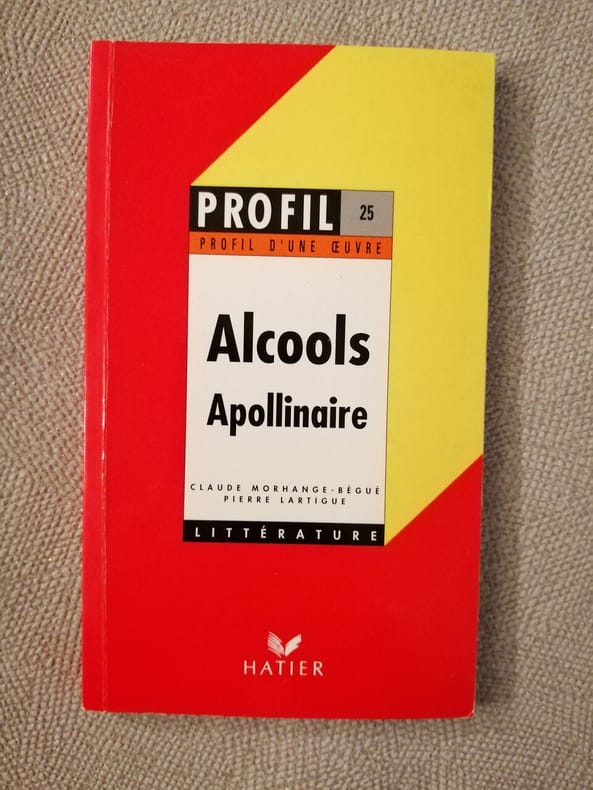 PROFIL 25
PROFIL D'UNE ŒUVRE
Alcools
Apollinaire
CLAUDE MORHANGE-BÉGUÉ
PIERRE LARTIGUE
LITTÉRATURE
HATIER